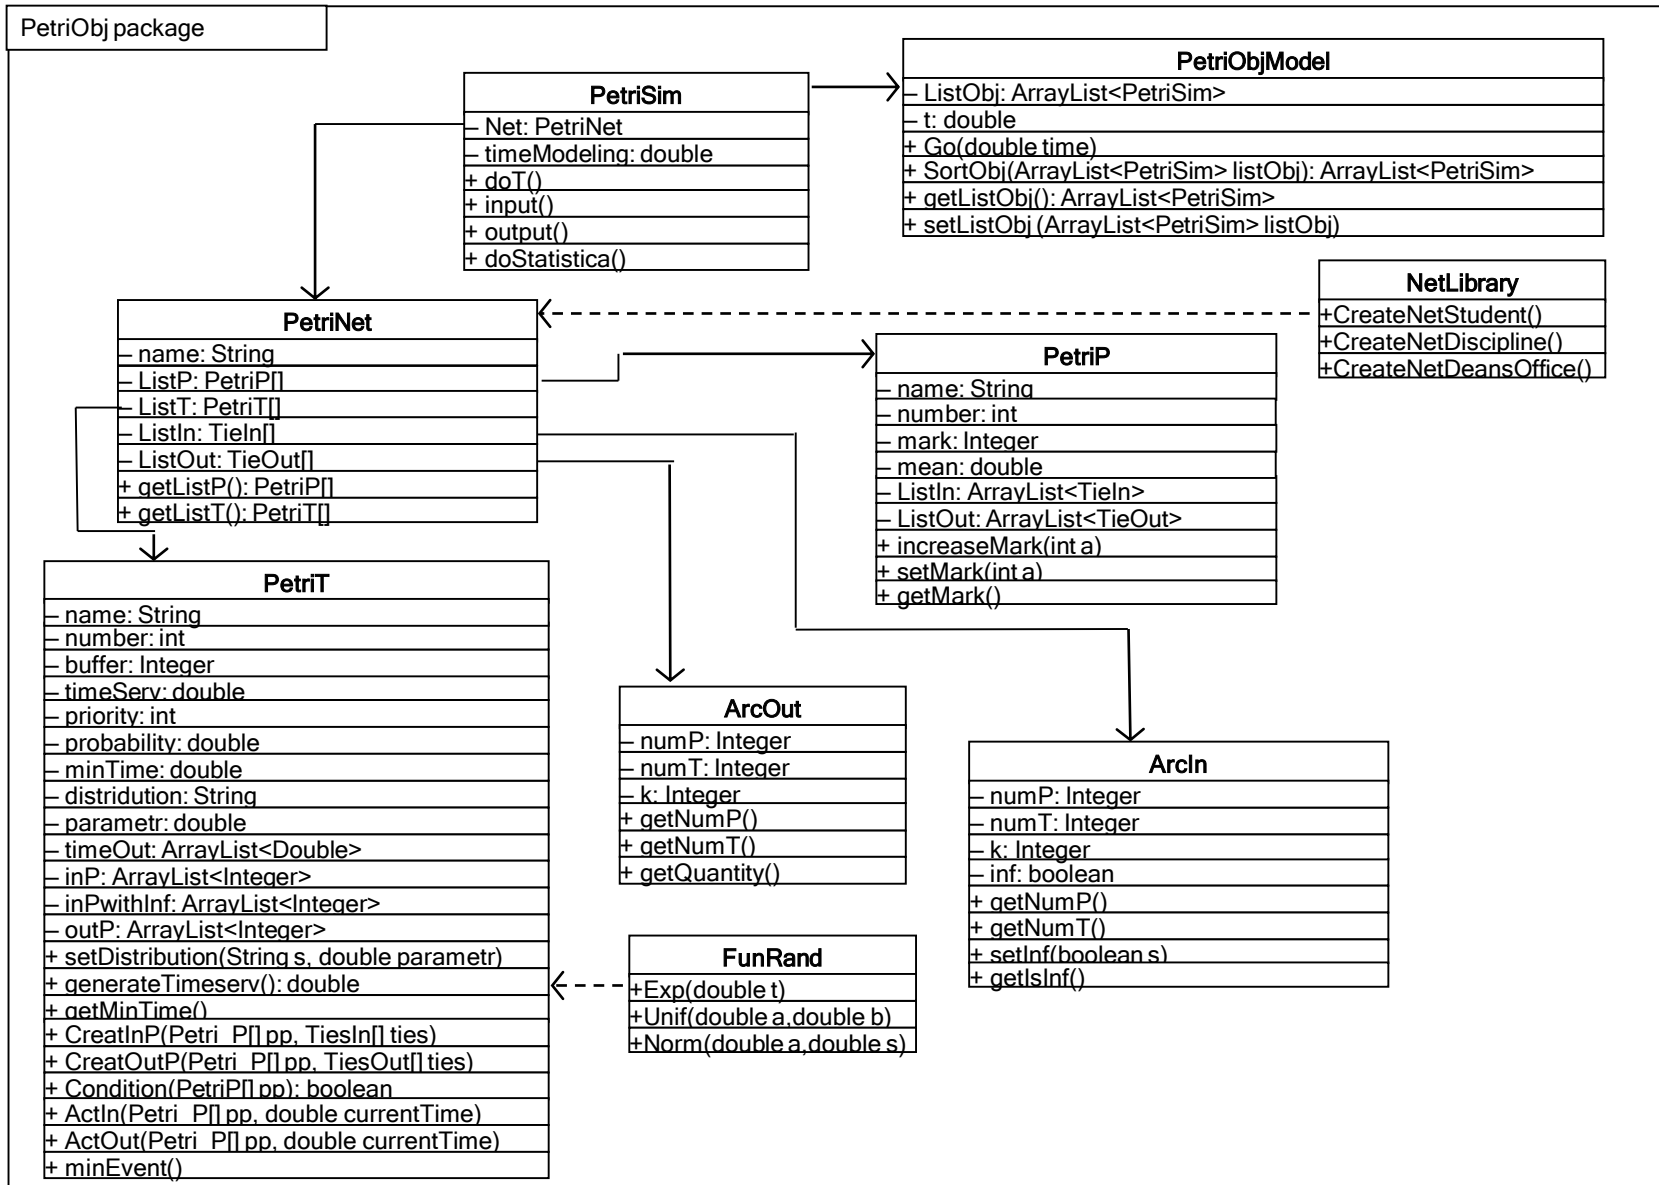 PetriObj package
PetriSim
– Net: PetriNet
– timeModeling: double
+ doT()
+ input()
+ output()
+ doStatistica()
PetriObjModel
– ListObj: ArrayList<PetriSim>
– t: double
+ Go(double time)
+ SortObj(ArrayList<PetriSim> listObj): ArrayList<PetriSim>
+ getListObj(): ArrayList<PetriSim>
+ setListObj (ArrayList<PetriSim> listObj)
NetLibrary
+CreateNetStudent()
+CreateNetDiscipline()
+CreateNetDeansOffice()
PetriNet
– name: String
– ListP: PetriP[]
– ListT: PetriT[]
– ListIn: TieIn[]
– ListOut: TieOut[]
+ getListP(): PetriP[]
+ getListT(): PetriT[]
PetriP
– name: String
– number: int
– mark: Integer
– mean: double
– ListIn: ArrayList<TieIn>
– ListOut: ArrayList<TieOut>
+ increaseMark(int a)
+ setMark(int a)
+ getMark()
PetriT
– name: String
– number: int
– buffer: Integer
– timeServ: double
– priority: int
– probability: double
– minTime: double
– distridution: String
– parametr: double
– timeOut: ArrayList<Double>
– inP: ArrayList<Integer>
– inPwithInf: ArrayList<Integer>
– outP: ArrayList<Integer>
+ setDistribution(String s, double parametr)
+ generateTimeserv(): double
+ getMinTime()
+ CreatInP(Petri_P[] pp, TiesIn[] ties)
+ CreatOutP(Petri_P[] pp, TiesOut[] ties)
+ Condition(PetriP[] pp): boolean
+ ActIn(Petri_P[] pp, double currentTime)
+ ActOut(Petri_P[] pp, double currentTime)
+ minEvent()
ArcOut
– numP: Integer
– numT: Integer
– k: Integer
+ getNumP()
+ getNumT()
+ getQuantity()
ArcIn
– numP: Integer
– numT: Integer
– k: Integer
– inf: boolean
+ getNumP()
+ getNumT()
+ setInf(boolean s)
+ getIsInf()
FunRand
+Exp(double t)
+Unif(double a,double b)
+Norm(double a,double s)